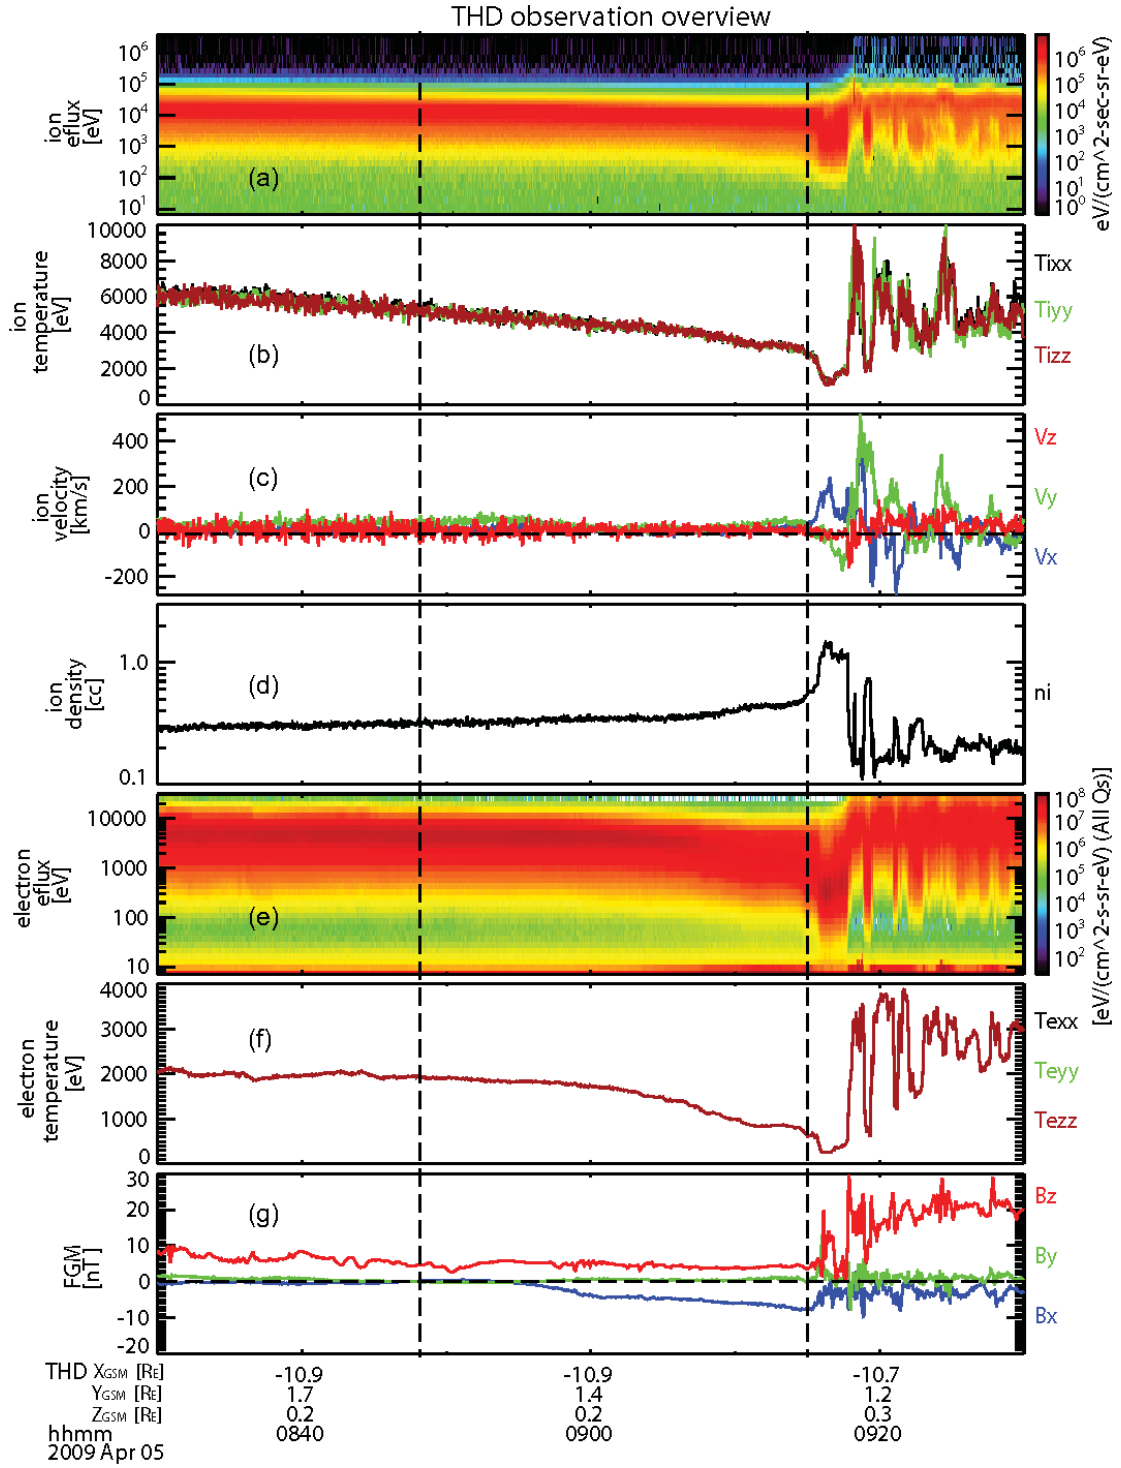 THD observation overview
10^6
10^5
10^4
10^3
10^2
10^1
ion
eflux
[eV]
(a)
10^6
10^5
10^4
10^3
10^2
10^1
10^0
eV/(cm^2-sec-sr-eV)
10000
8000
6000
4000
2000
0
ion
temperature
[eV]
(b)
Tixx
Tiyy
Tizz
400
200
0
-200
ion
velocity
[km/s]
(c)
Vz
Vy
Vx
1.0
0.1
ion
density
[cc]
(d)
ni
10000
1000
100
10
electron
eflux
[eV]
(e)
10^8
10^7
10^6
10^5
10^4
10^3
10^2
[eV/(cm^2-s-sr-eV) (All Qs)]
4000
3000
2000
1000
0
electron
temperature
[eV]
(f)
Texx
Teyy
Tezz
30
20
10
0
-10
-20
FGM
[nT]
(g)
Bz
By
Bx
THD XGSM [RE] -10.9 -10.9 -10.7
YGSM [RE] 1.7 1.4 1.2
ZGSM [RE] 0.2 0.2 0.3
hhmm 0840 0900 0920
2009 Apr 05